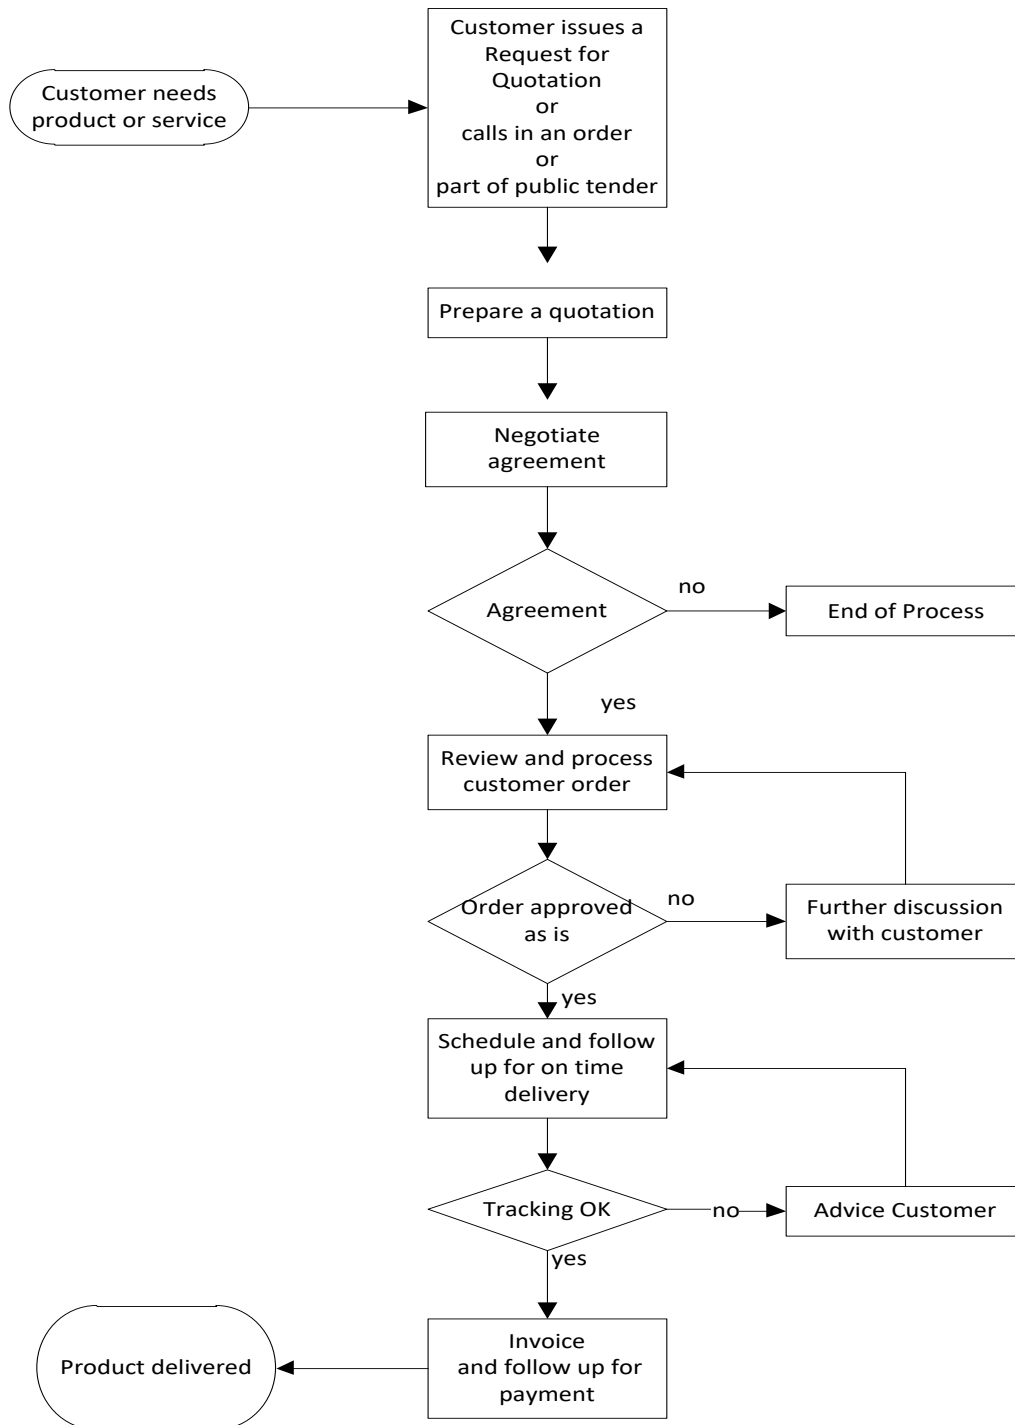 Customer needs
product or service
Customer issues a
Request for
Quotation
or
calls in an order
or
part of public tender
Prepare a quotation
Negotiate
agreement
Agreement
no
End of Process
yes
Review and process
customer order
Order approved
as is
no
Further discussion
with customer
yes
Schedule and follow
up for on time
delivery
Tracking OK
no
Advice Customer
yes
Invoice
and follow up for
payment
Product delivered